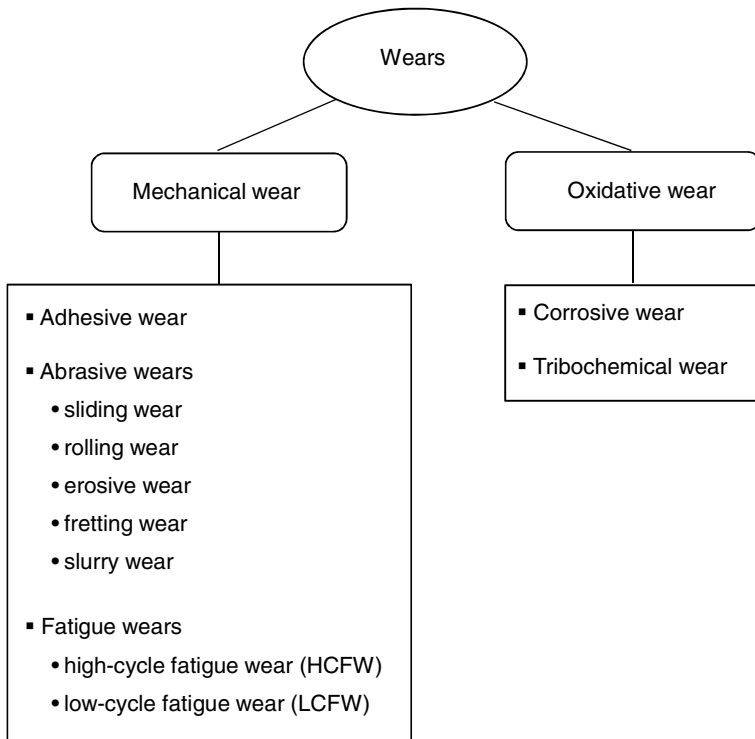 Wears
Mechanical wear
Oxidative wear
▪ Adhesive wear
▪ Abrasive wears
• sliding wear
• rolling wear
• erosive wear
• fretting wear
• slurry wear
▪ Fatigue wears
• high-cycle fatigue wear (HCFW)
• low-cycle fatigue wear (LCFW)
▪ Corrosive wear
▪ Tribochemical wear